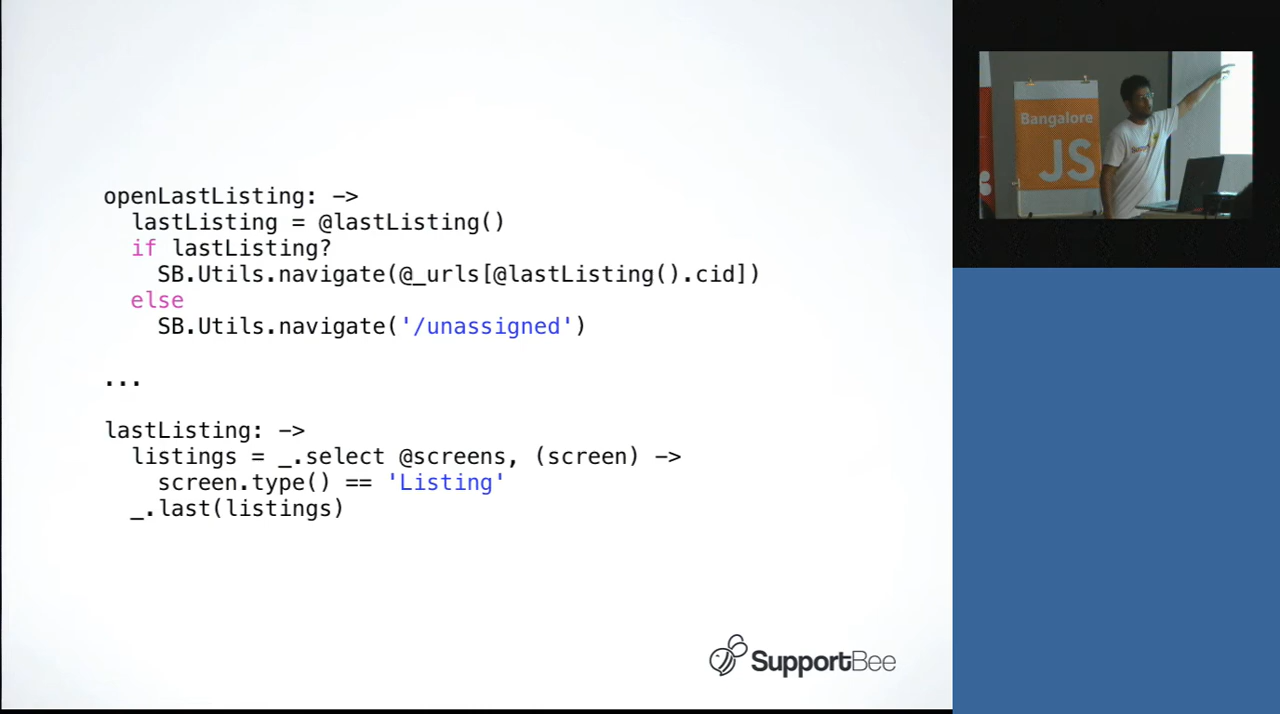 openLastListing: ->
lastListing = @lastListing()
if lastListing?
SB.Utils.navigate(@_urls[@lastListing().cid])
else
SB.Utils.navigate('/unassigned')
...
lastListing: ->
listings = _.select @screens, (screen) ->
screen.type() == 'Listing'
_.last(listings)
SupportBee
Bangalore
JS